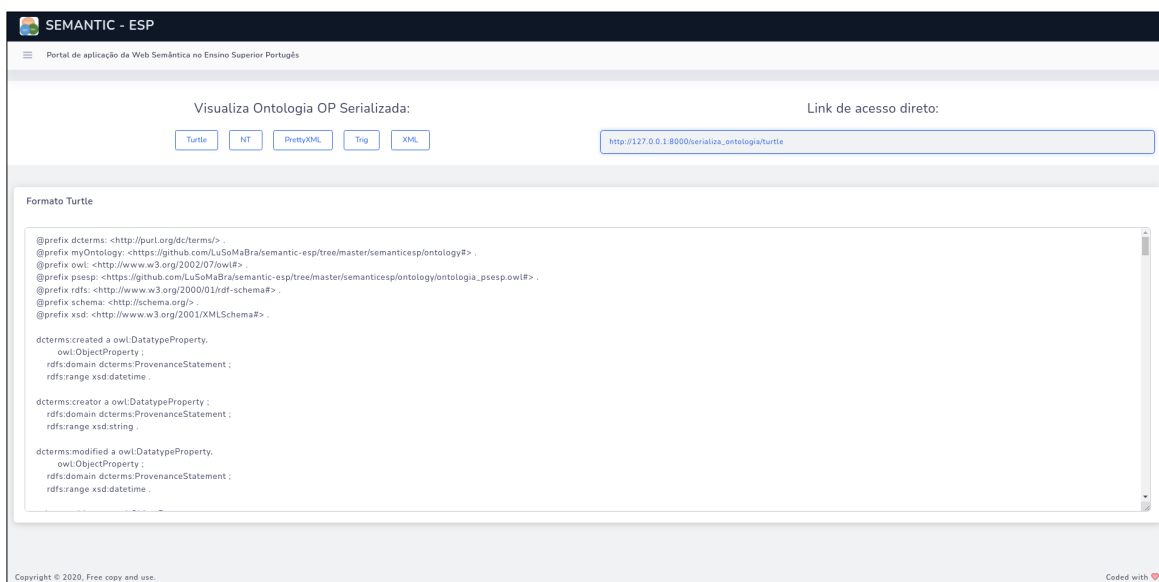 SEMANTIC - ESP
Portal de aplicação da Web Semântica no Ensino Superior Portugês
Visualiza Ontologia OP Serializada:
Link de acesso direto:
Turtle NT PrettyXML Trig XML
http://127.0.0.1:8000/serializa_ontologia/turtle
Formato Turtle
@prefix dcterms: <http://purl.org/dc/terms/> .
@prefix myOntology: <https://github.com/LuSoMaBra/semantic-esp/tree/master/semanticesp/ontology#> .
@prefix owl: <http://www.w3.org/2002/07/owl#> .
@prefix psesp: <https://github.com/LuSoMaBra/semantic-esp/tree/master/semanticesp/ontology/ontologia_psesp.owl#> .
@prefix rdfs: <http://www.w3.org/2000/01/rdf-schema#> .
@prefix schema: <http://schema.org/> .
@prefix xsd: <http://www.w3.org/2001/XMLSchema#> .
dcterms:created a owl:DatatypeProperty,
owl:ObjectProperty ;
rdfs:domain dcterms:ProvenanceStatement ;
rdfs:range xsd:datetime .
dcterms:creator a owl:DatatypeProperty ;
rdfs:domain dcterms:ProvenanceStatement ;
rdfs:range xsd:string .
dcterms:modified a owl:DatatypeProperty,
owl:ObjectProperty ;
rdfs:domain dcterms:ProvenanceStatement ;
rdfs:range xsd:datetime .
Copyright © 2020, Free copy and use.
Coded with